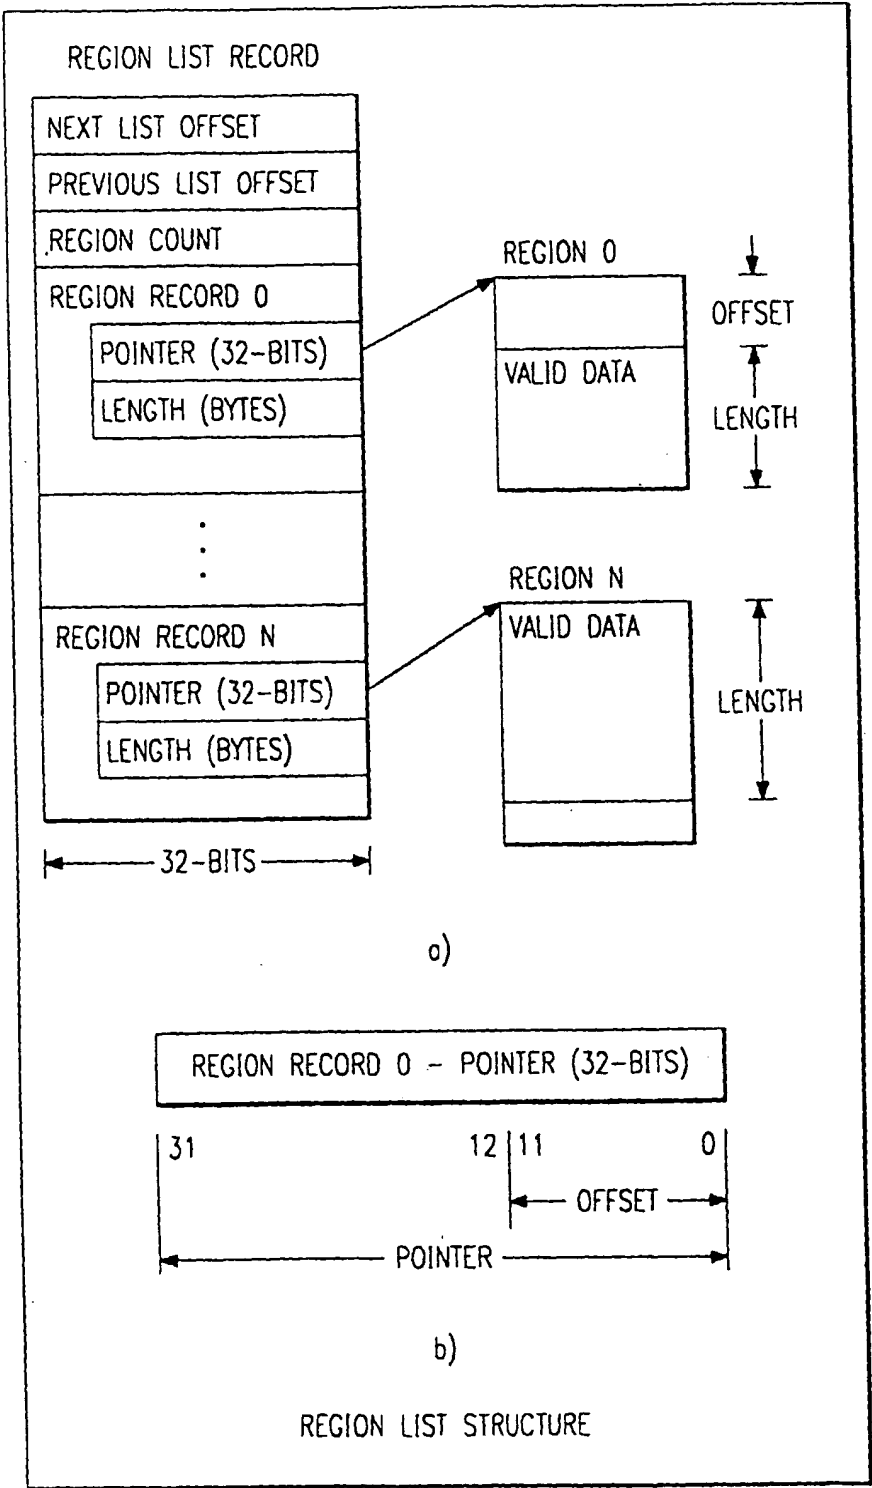 REGION LIST RECORD
NEXT LIST OFFSET
PREVIOUS LIST OFFSET
REGION COUNT
REGION RECORD 0
POINTER (32-BITS)
LENGTH (BYTES)
REGION 0
OFFSET
VALID DATA
LENGTH
REGION RECORD N
POINTER (32-BITS)
LENGTH (BYTES)
REGION N
VALID DATA
LENGTH
32-BITS
a)
REGION RECORD 0 - POINTER (32-BITS)
31 12 11 0
OFFSET
POINTER
b)
REGION LIST STRUCTURE